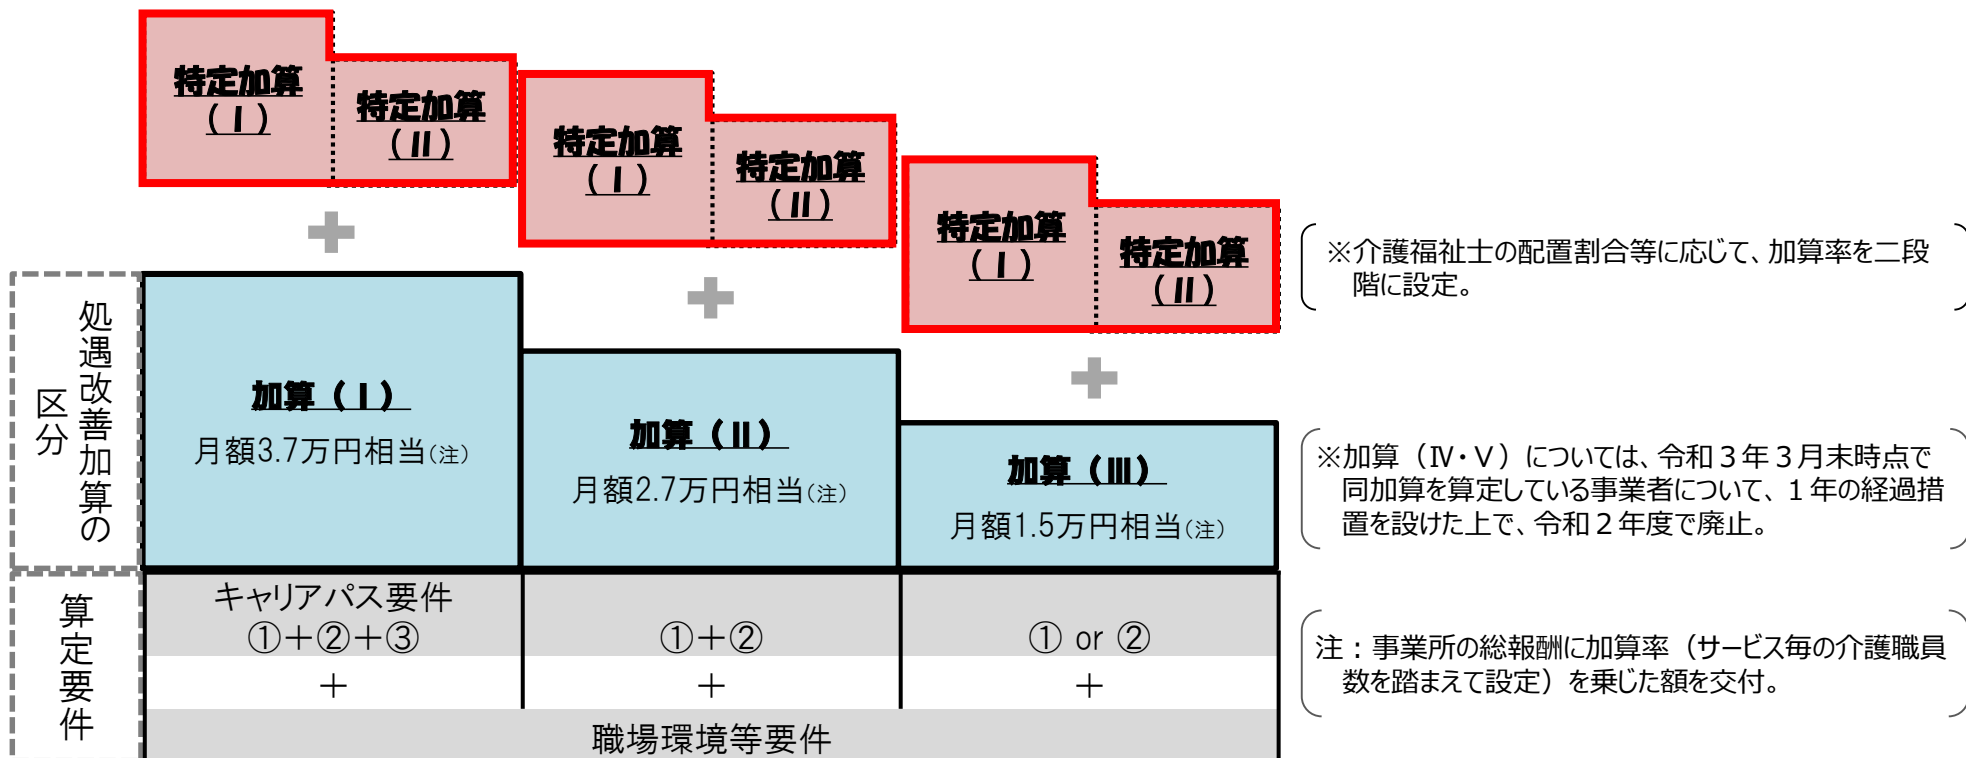 特定加算
(Ⅰ)
特定加算
(Ⅱ)
特定加算
(Ⅰ)
特定加算
(Ⅱ)
特定加算
(Ⅰ)
特定加算
(Ⅱ)
※介護福祉士の配置割合等に応じて、加算率を二段
階に設定。
処遇改善加算の
区分
加算（Ⅰ）
月額3.7万円相当(注)
加算（Ⅱ）
月額2.7万円相当(注)
加算（Ⅲ）
月額1.5万円相当(注)
※加算（Ⅳ・Ⅴ）については、令和３年３月末時点で
同加算を算定している事業者について、１年の経過措
置を設けた上で、令和２年度で廃止。
算定要件
キャリアパス要件
①＋②＋③
①＋②
① or ②
＋
＋
＋
職場環境等要件
注：事業所の総報酬に加算率（サービス毎の介護職員
数を踏まえて設定）を乗じた額を交付。